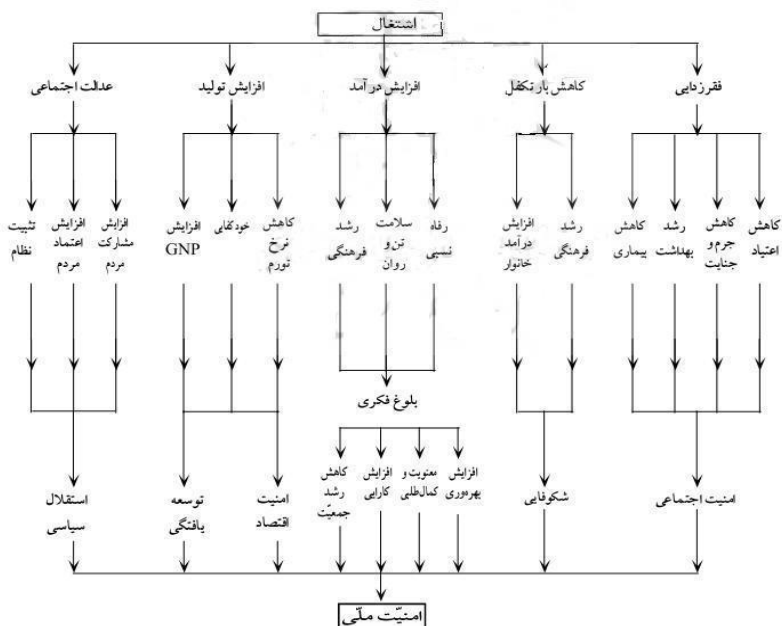 اشتغال
فقرزدایی
کاهش بار تکفل
افزایش درآمد
افزایش تولید
عدالت اجتماعی
کاهش
اعتیاد
کاهش
جرم و
جنایت
رشد
بهداشت
کاهش
بیماری
رشد
فرهنگی
افزایش
درآمد
خانوار
رفاه
نسبی
سلامت
تن و
روان
رشد
فرهنگی
کاهش
نرخ
تورم
خودکفایی
افزایش
GNP
افزایش
مشارکت
مردم
افزایش
اعتماد
مردم
تثبیت
نظام
بلوغ فکری
افزایش
بهره‌وری
معنویت و
کمال‌طلبی
افزایش
کارایی
کاهش
رشد
جمعیّت
امنیت اجتماعی
شکوفایی
امنیت
اقتصاد
توسعه
یافتگی
استقلال
سیاسی
امنیّت ملّی